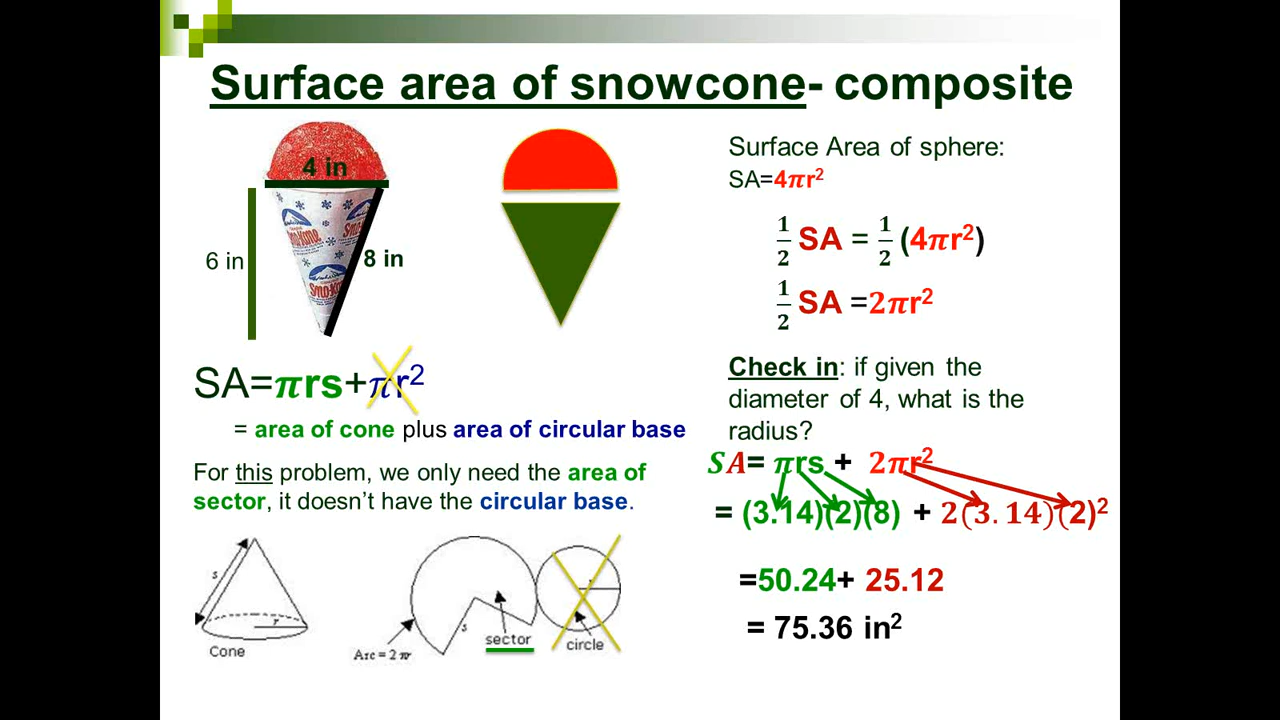 Surface area of snowcone- composite
4 in
6 in
8 in
SA=𝝅rs+𝜋r²
= area of cone plus area of circular base
For this problem, we only need the area of
sector, it doesn't have the circular base.
s
r
Cone
Arc = 2 πr
s
sector
r
circle
Surface Area of sphere:
SA=4𝝅r²
½ SA = ½ (4𝝅r²)
½ SA =2𝝅r²
Check in: if given the
diameter of 4, what is the
radius?
SA= 𝝅rs + 2𝝅r²
= (3.14)(2)(8) + 2(3.14)(2)²
=50.24+ 25.12
= 75.36 in²